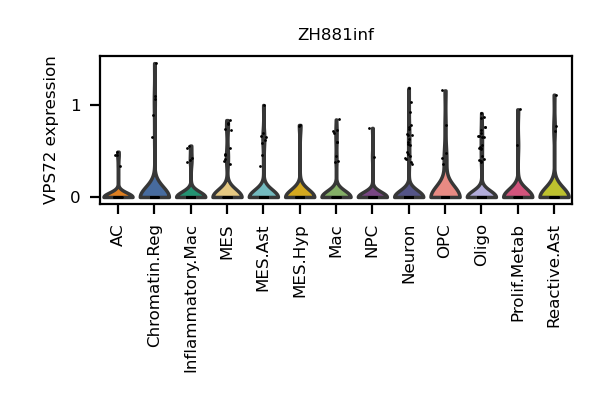 ZH881inf
VPS72 expression
1
0
AC
Chromatin.Reg
Inflammatory.Mac
MES
MES.Ast
MES.Hyp
Mac
NPC
Neuron
OPC
Oligo
Prolif.Metab
Reactive.Ast